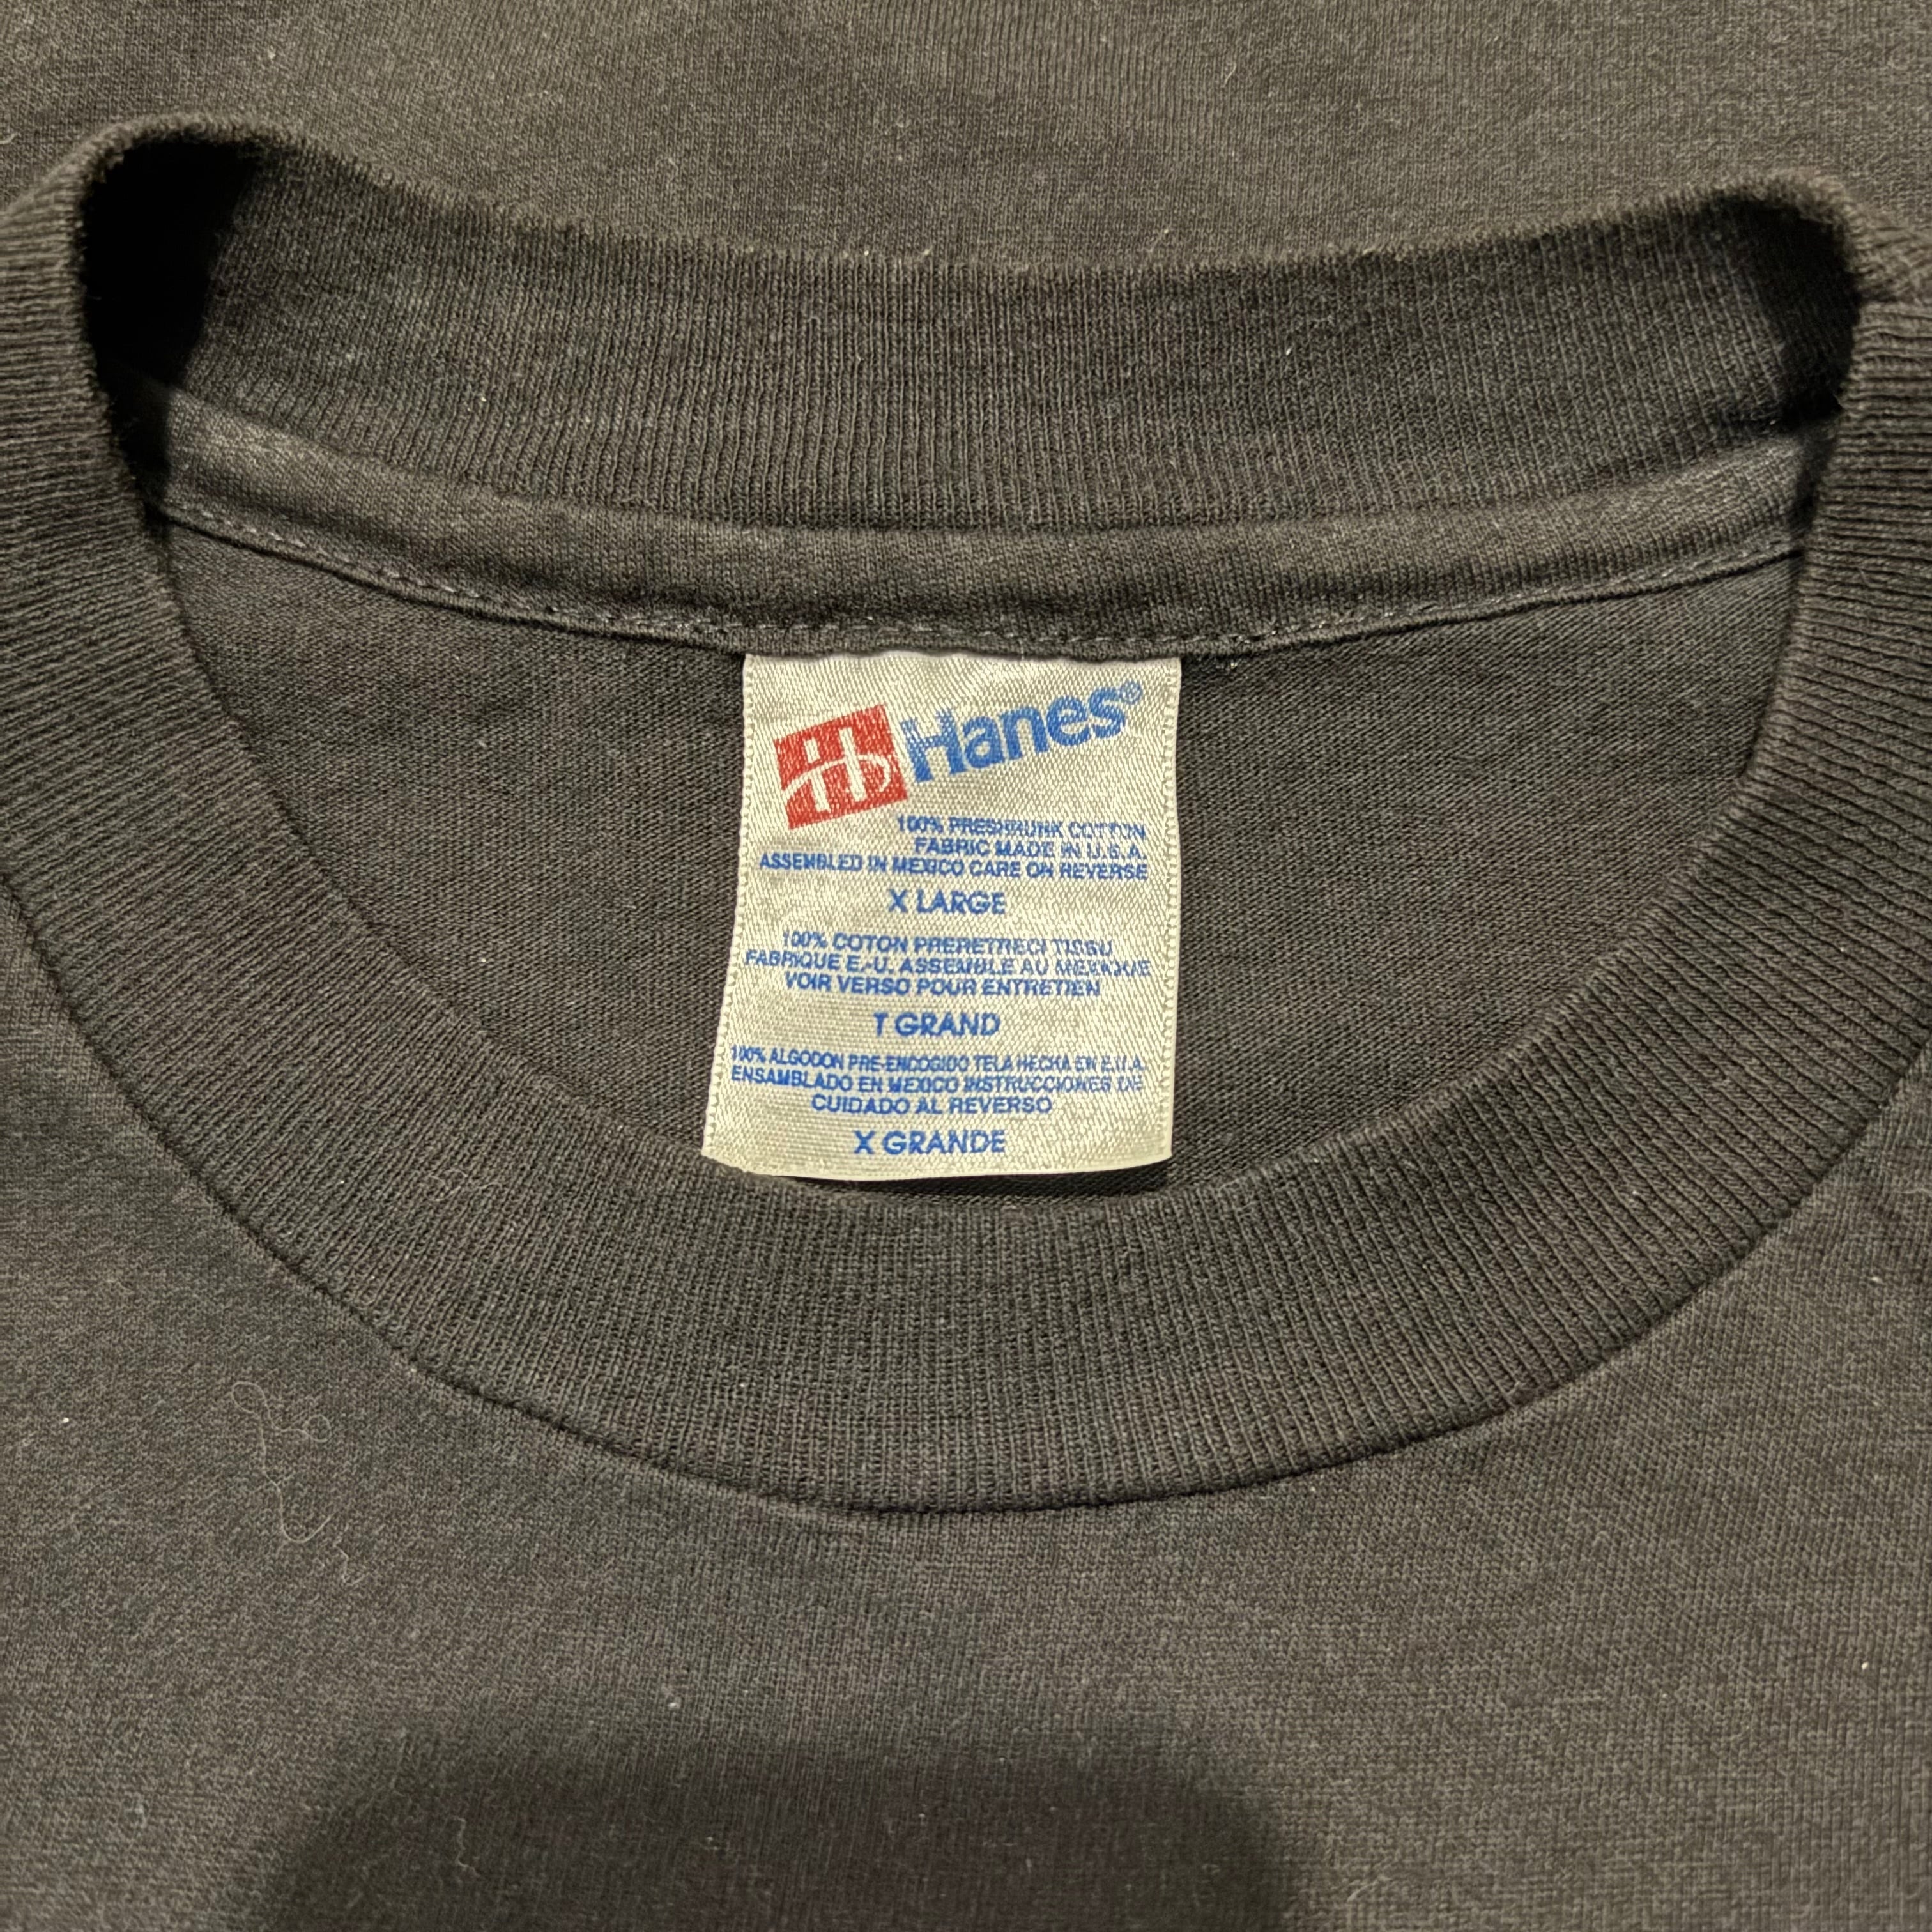 Hanes®
100% PRESHRUNK COTTON
FABRIC MADE IN U.S.A.
ASSEMBLED IN MEXICO CARE ON REVERSE
X LARGE
100% COTON PRERETRECI TISSU
FABRIQUE E.-U. ASSEMBLE AU MEXIQUE
VOIR VERSO POUR ENTRETIEN
T GRAND
100% ALGODON PRE-ENCOGIDO TELA HECHA EN E.U.A.
ENSAMBLADO EN MEXICO INSTRUCCIONES DE
CUIDADO AL REVERSO
X GRANDE